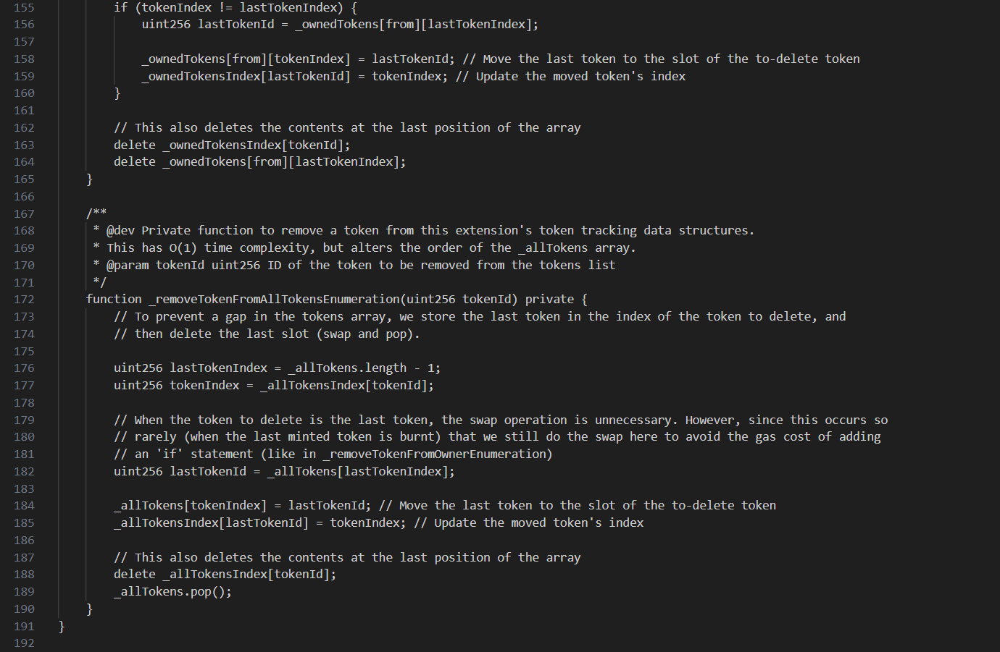 155 if (tokenIndex != lastTokenIndex) {
156 uint256 lastTokenId = _ownedTokens[from][lastTokenIndex];
157
158 _ownedTokens[from][tokenIndex] = lastTokenId; // Move the last token to the slot of the to-delete token
159 _ownedTokensIndex[lastTokenId] = tokenIndex; // Update the moved token's index
160 }
161
162 // This also deletes the contents at the last position of the array
163 delete _ownedTokensIndex[tokenId];
164 delete _ownedTokens[from][lastTokenIndex];
165 }
166
167 /**
168 * @dev Private function to remove a token from this extension's token tracking data structures.
169 * This has O(1) time complexity, but alters the order of the _allTokens array.
170 * @param tokenId uint256 ID of the token to be removed from the tokens list
171 */
172 function _removeTokenFromAllTokensEnumeration(uint256 tokenId) private {
173 // To prevent a gap in the tokens array, we store the last token in the index of the token to delete, and
174 // then delete the last slot (swap and pop).
175
176 uint256 lastTokenIndex = _allTokens.length - 1;
177 uint256 tokenIndex = _allTokensIndex[tokenId];
178
179 // When the token to delete is the last token, the swap operation is unnecessary. However, since this occurs so
180 // rarely (when the last minted token is burnt) that we still do the swap here to avoid the gas cost of adding
181 // an 'if' statement (like in _removeTokenFromOwnerEnumeration)
182 uint256 lastTokenId = _allTokens[lastTokenIndex];
183
184 _allTokens[tokenIndex] = lastTokenId; // Move the last token to the slot of the to-delete token
185 _allTokensIndex[lastTokenId] = tokenIndex; // Update the moved token's index
186
187 // This also deletes the contents at the last position of the array
188 delete _allTokensIndex[tokenId];
189 _allTokens.pop();
190 }
191 }
192